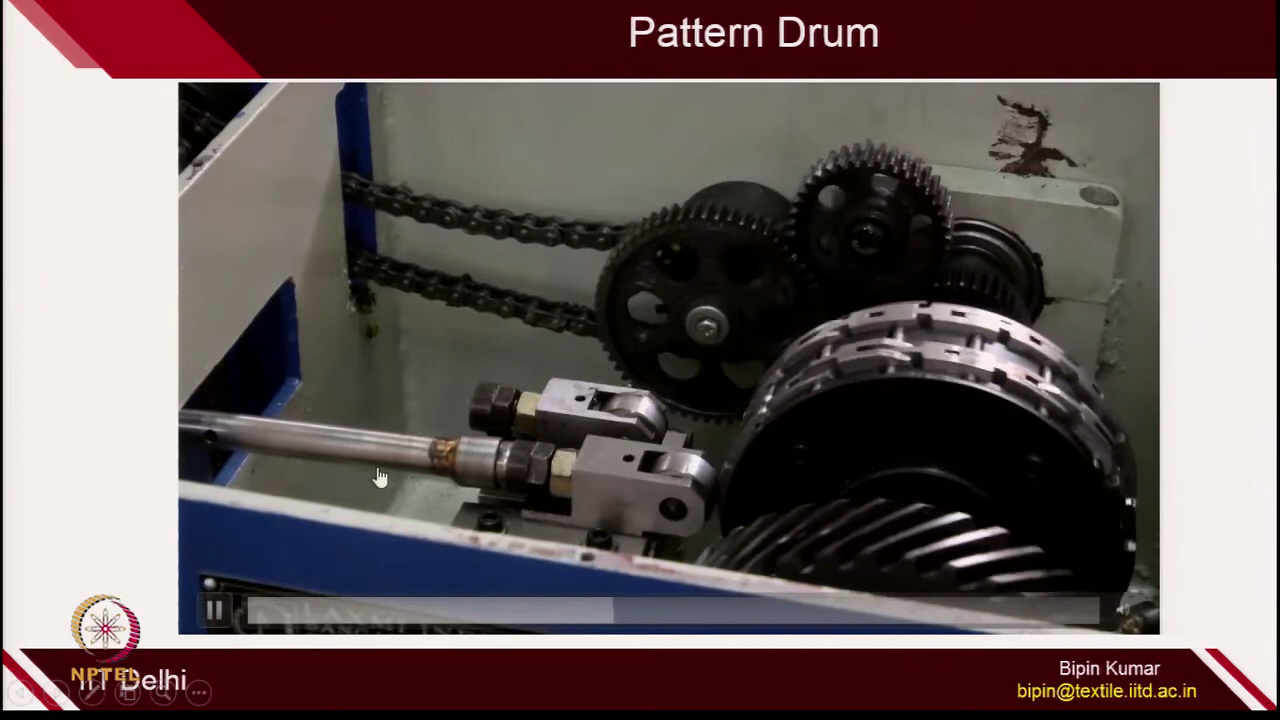 Pattern Drum
NPTEL
IIT Delhi
Bipin Kumar
bipin@textile.iitd.ac.in